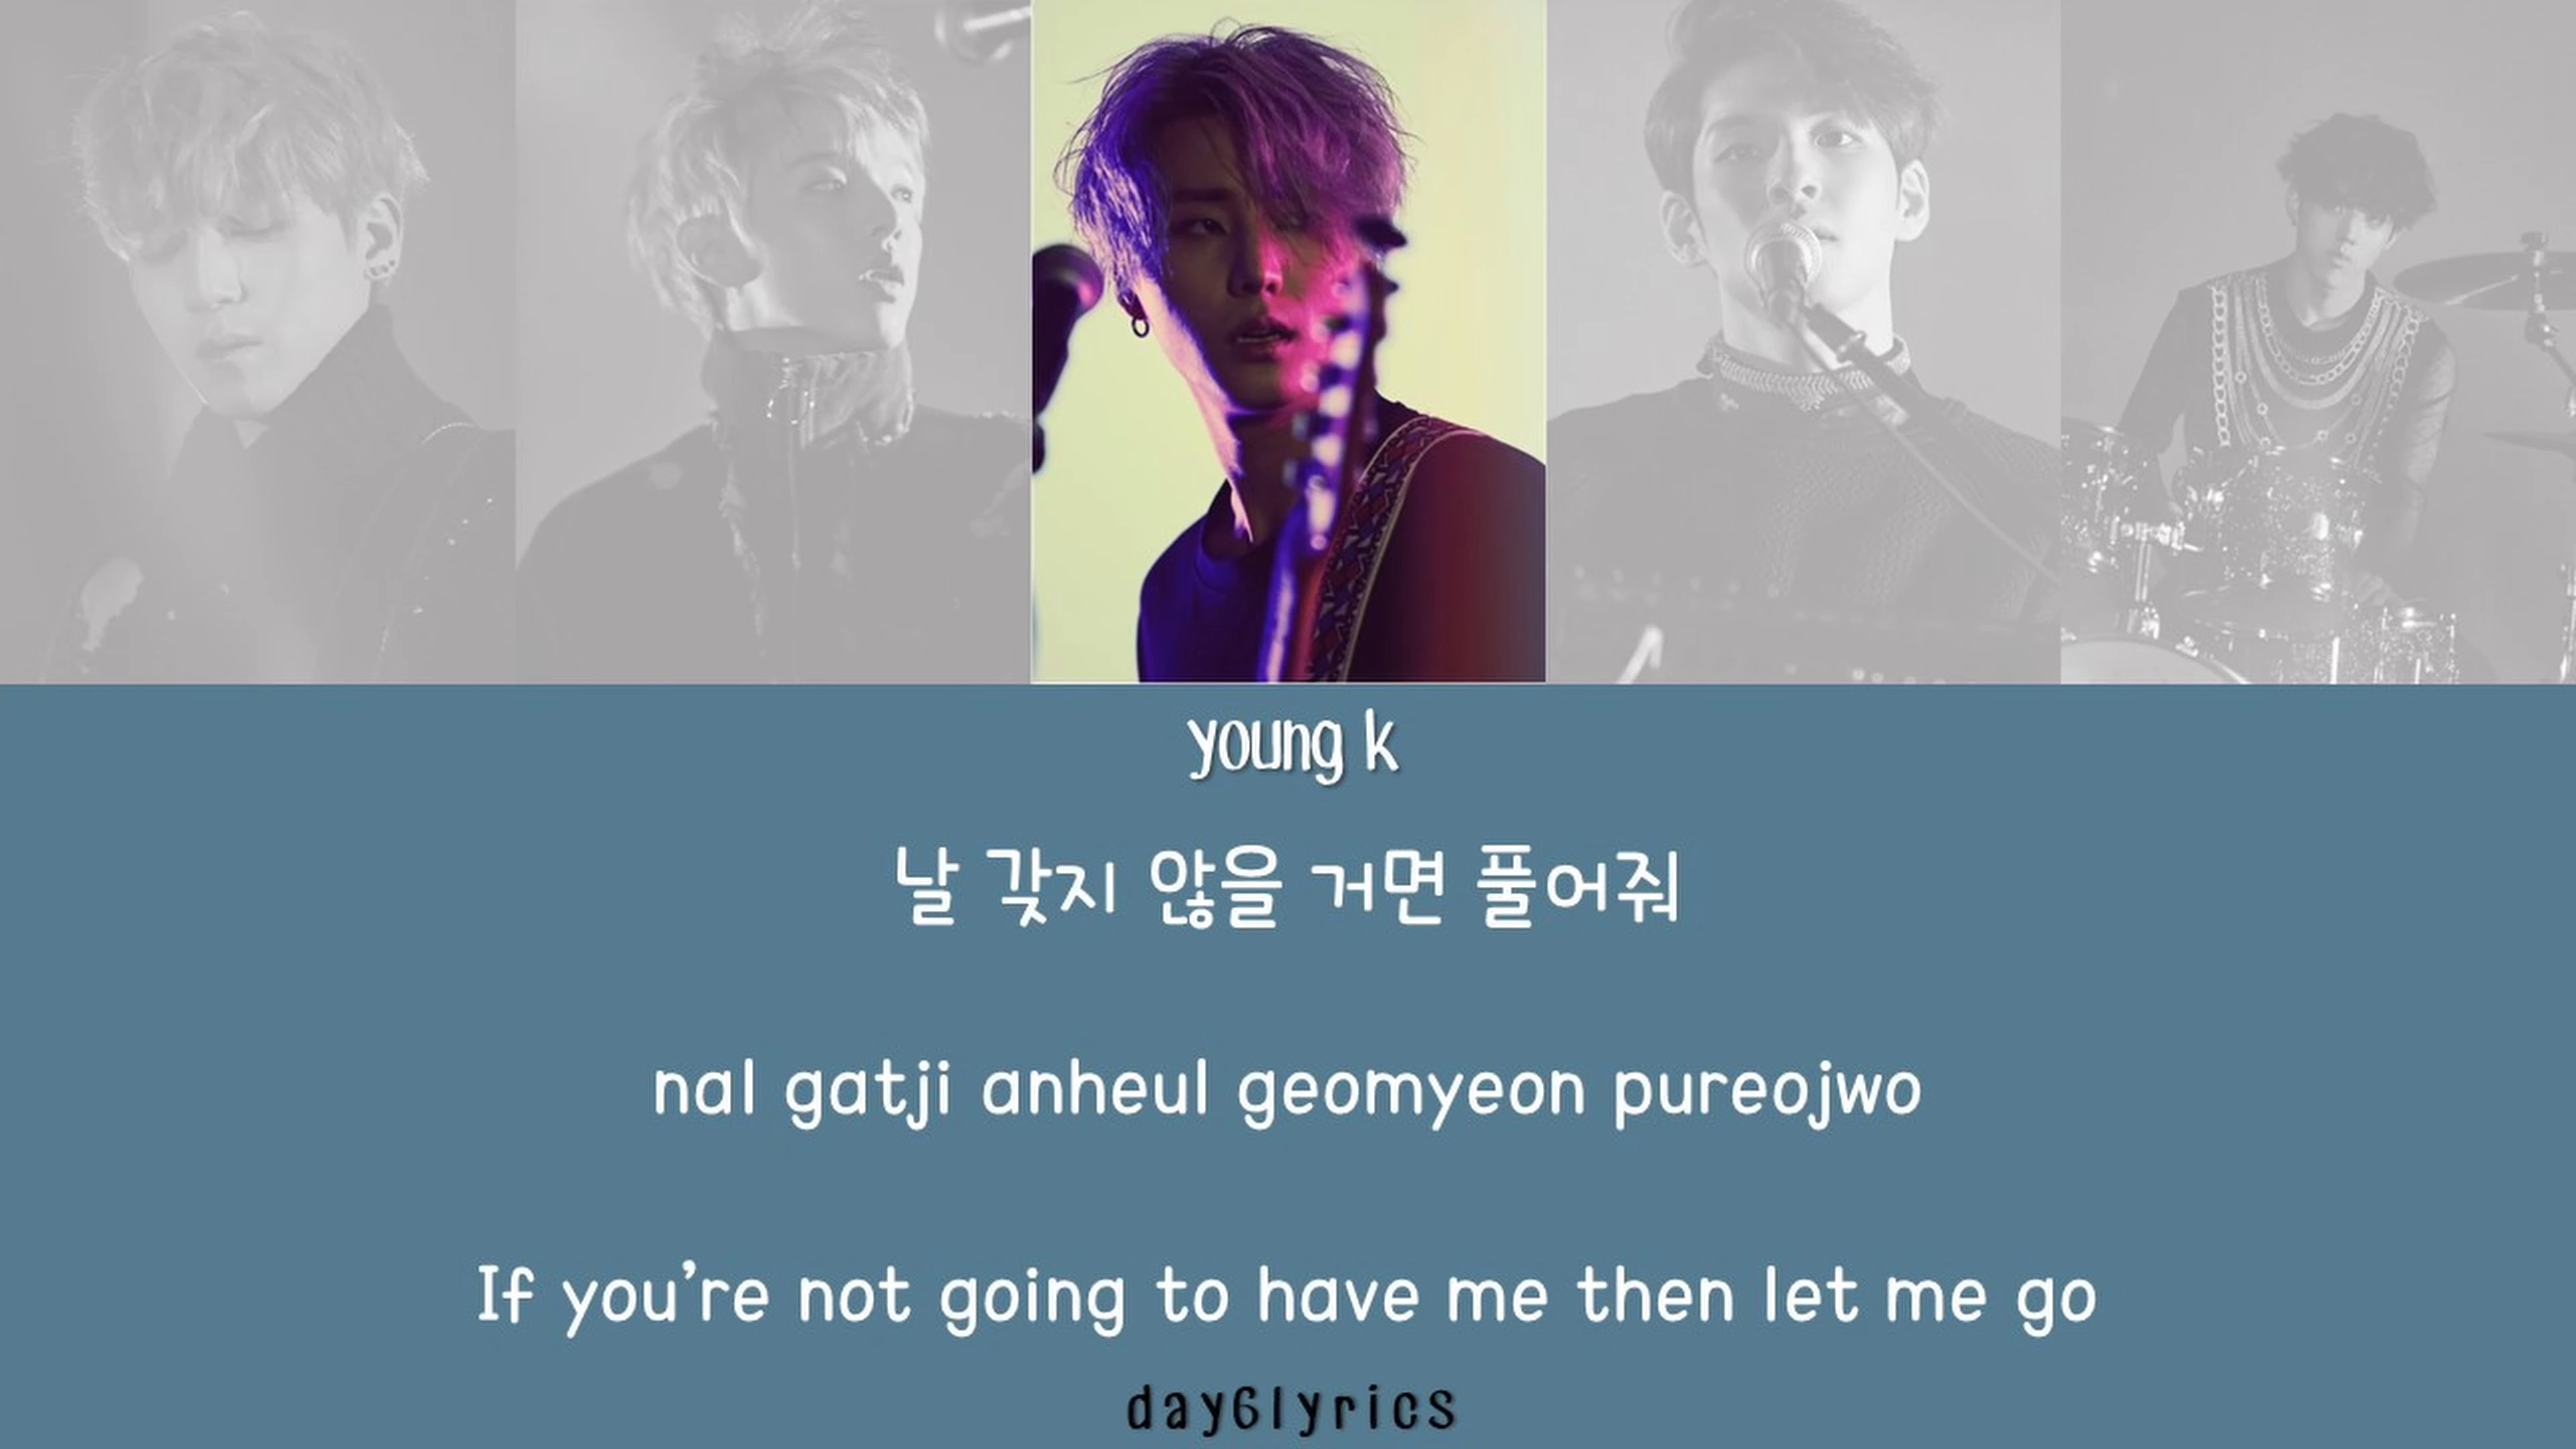 young k
날 갖지 않을 거면 풀어줘
nal gatji anheul geomyeon pureojwo
If you're not going to have me then let me go
day6lyrics